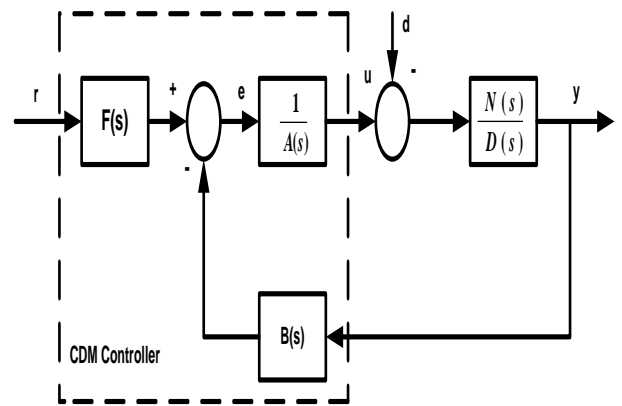 d
r
F(s)
+
-
e
1
A(s)
u
-
N(s)
D(s)
y
B(s)
CDM Controller